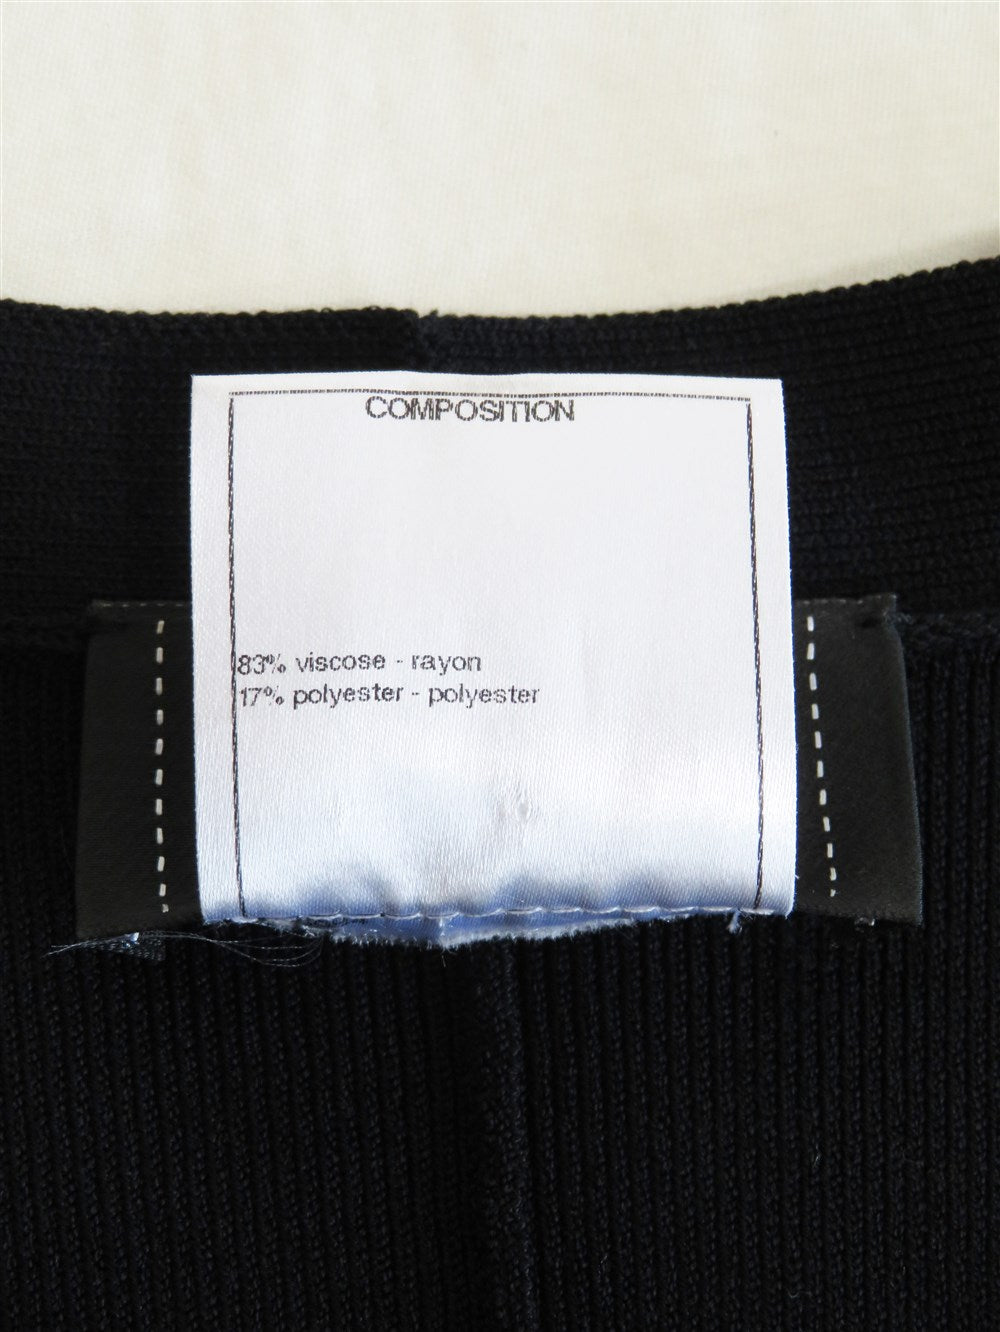 COMPOSITION
83% viscose - rayon
17% polyester - polyester